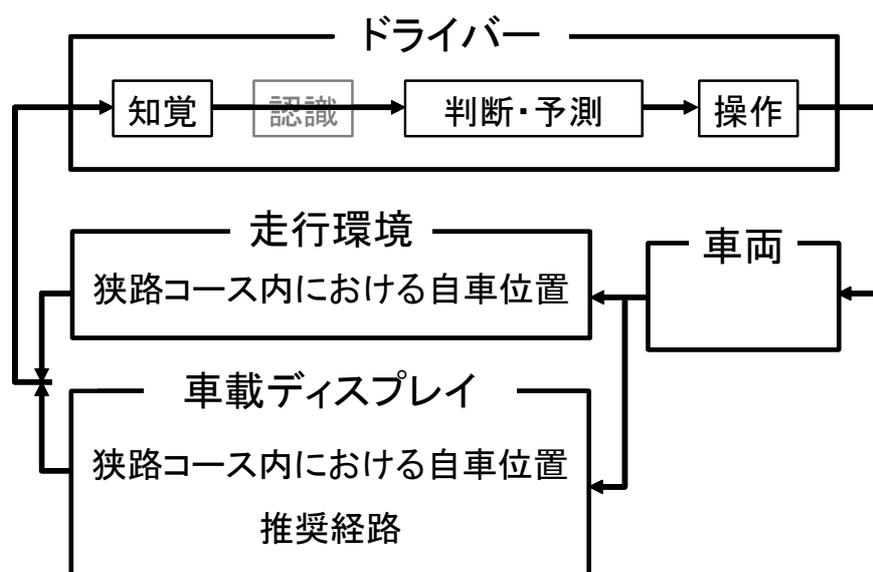 ドライバー
知覚
認識
判断・予測
操作
走行環境
狭路コース内における自車位置
車両
車載ディスプレイ
狭路コース内における自車位置
推奨経路